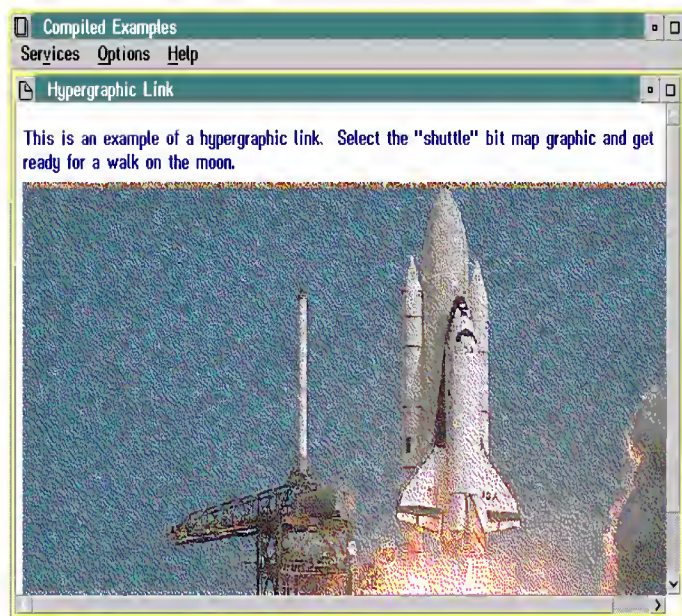 Compiled Examples
Services Options Help
Hypergraphic Link
This is an example of a hypergraphic link. Select the "shuttle" bit map graphic and get
ready for a walk on the moon.